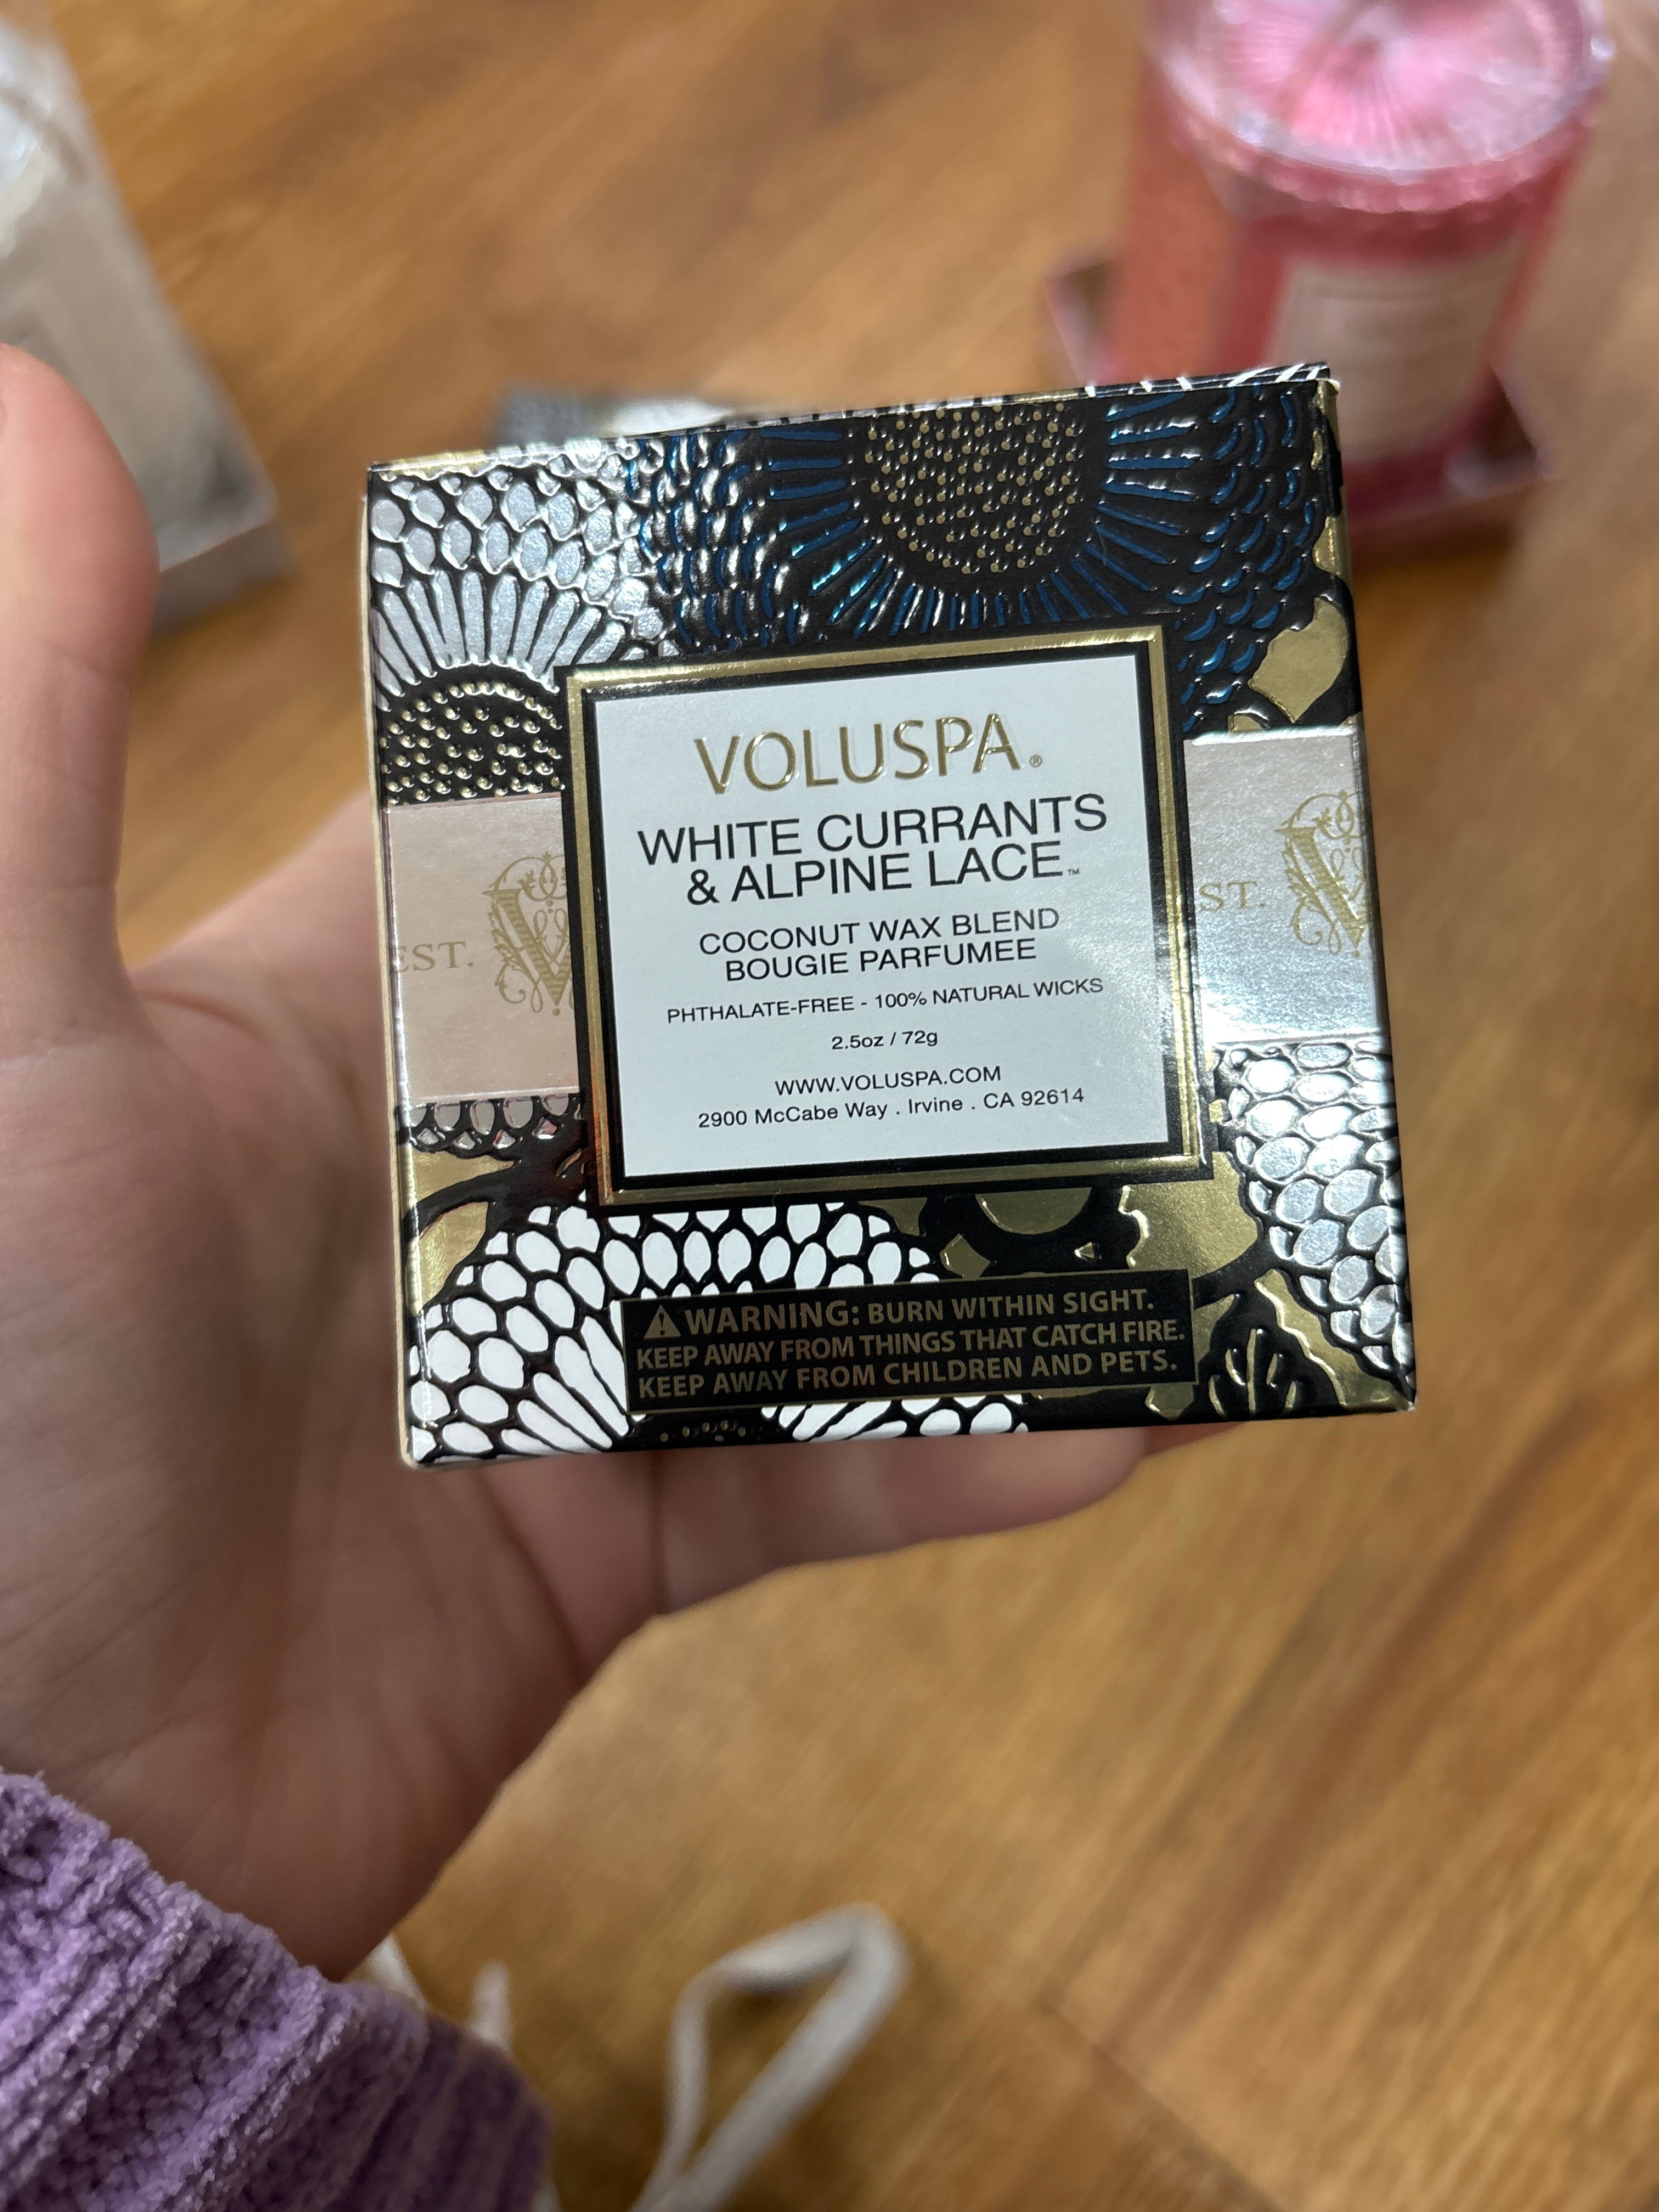 VOLUSPA®
WHITE CURRANTS
& ALPINE LACE™
COCONUT WAX BLEND
BOUGIE PARFUMEE
PHTHALATE-FREE - 100% NATURAL WICKS
2.5oz / 72g
WWW.VOLUSPA.COM
2900 McCabe Way . Irvine . CA 92614
EST. V
EST. V
⚠WARNING: BURN WITHIN SIGHT.
KEEP AWAY FROM THINGS THAT CATCH FIRE.
KEEP AWAY FROM CHILDREN AND PETS.